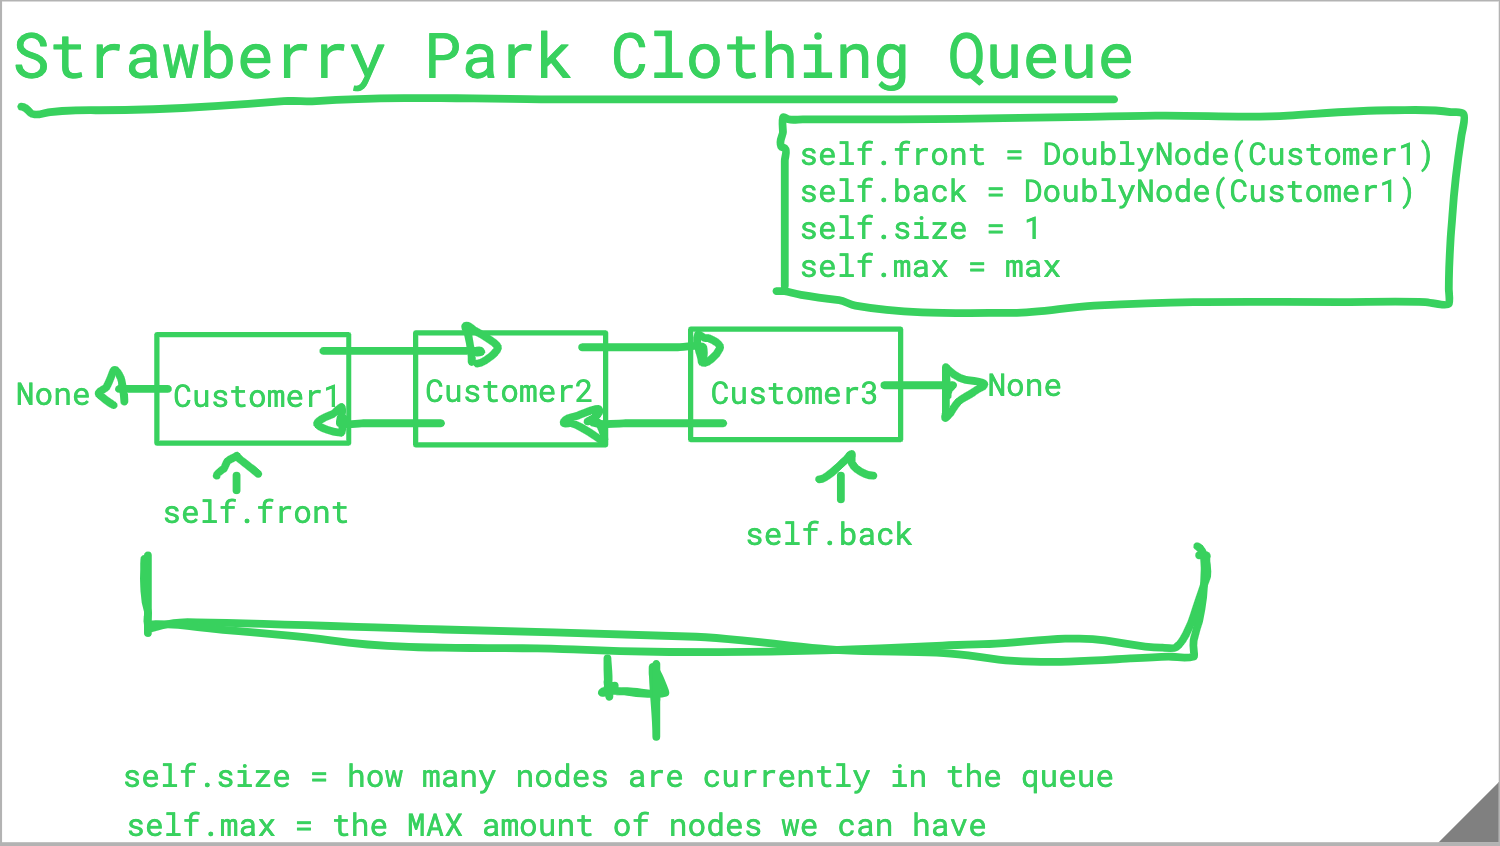 Strawberry Park Clothing Queue
self.front = DoublyNode(Customer1)
self.back = DoublyNode(Customer1)
self.size = 1
self.max = max
None Customer1 Customer2 Customer3 None
self.front
self.back
4
self.size = how many nodes are currently in the queue
self.max = the MAX amount of nodes we can have